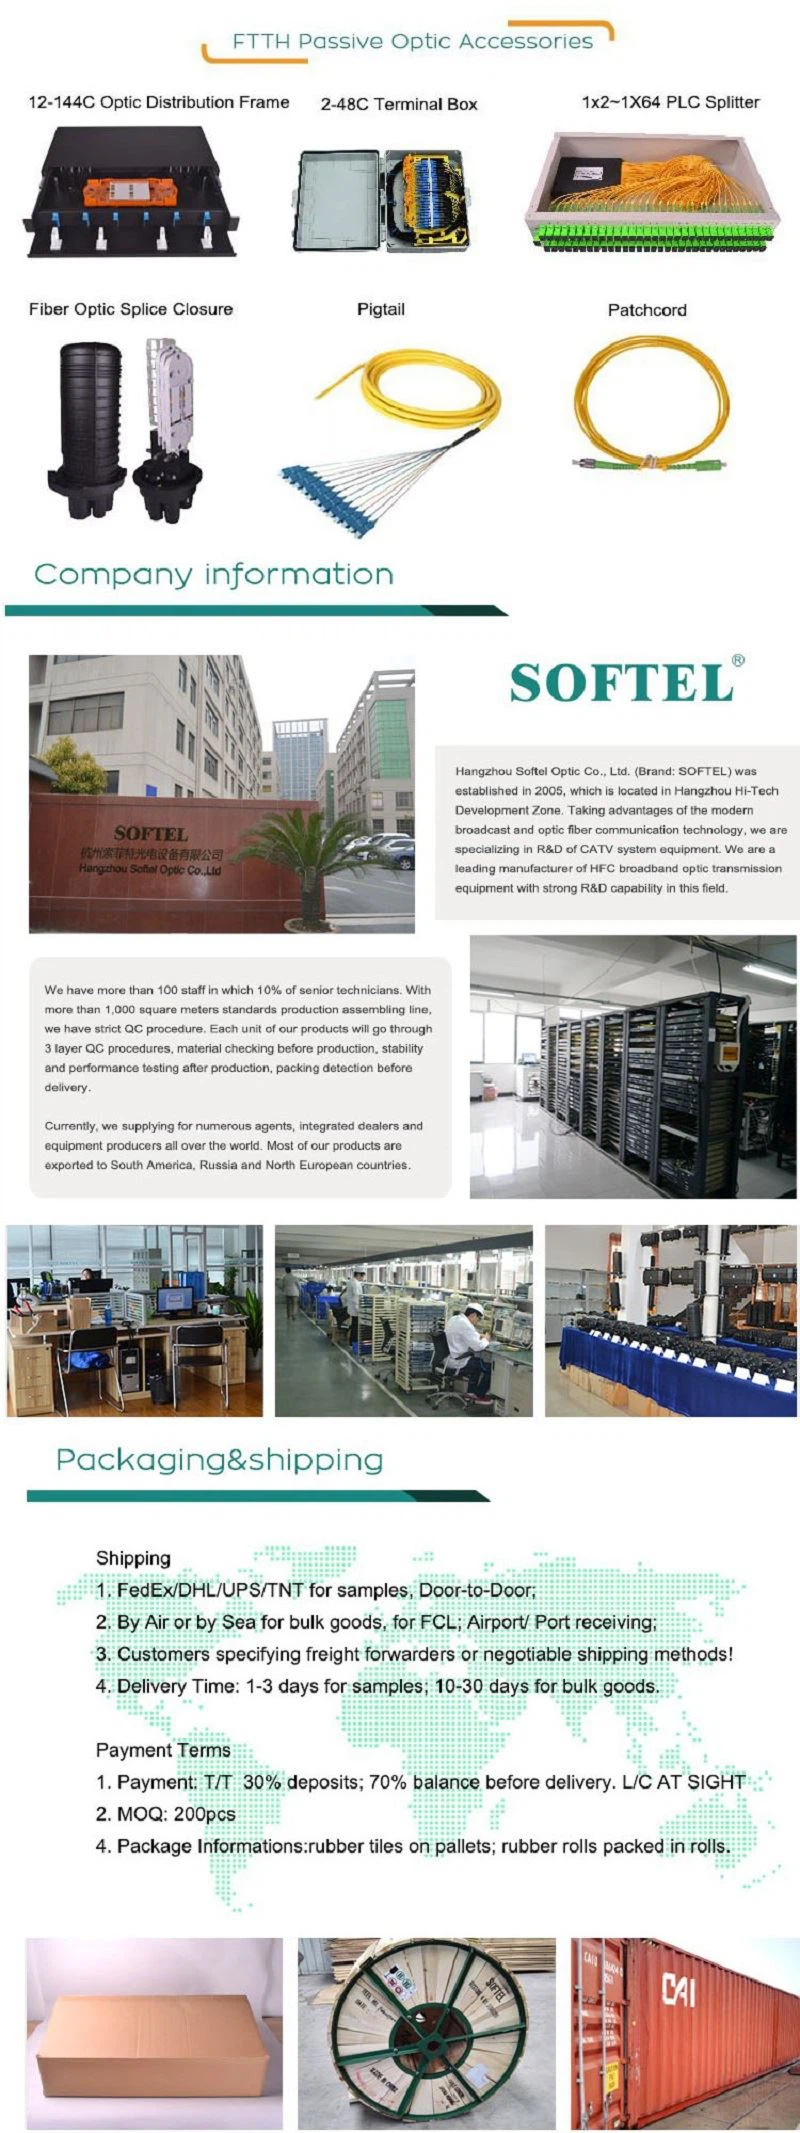 FTTH Passive Optic Accessories
12-144C Optic Distribution Frame
2-48C Terminal Box
1x2~1X64 PLC Splitter
Fiber Optic Splice Closure
Pigtail
Patchcord
Company information
SOFTEL®
SOFTEL
杭州索菲特光电设备有限公司
Hangzhou Softel Optic Co.,Ltd
Hangzhou Softel Optic Co., Ltd. (Brand: SOFTEL) was
established in 2005, which is located in Hangzhou Hi-Tech
Development Zone. Taking advantages of the modern
broadcast and optic fiber communication technology, we are
specializing in R&D of CATV system equipment. We are a
leading manufacturer of HFC broadband optic transmission
equipment with strong R&D capability in this field.
We have more than 100 staff in which 10% of senior technicians. With
more than 1,000 square meters standards production assembling line,
we have strict QC procedure. Each unit of our products will go through
3 layer QC procedures, material checking before production, stability
and performance testing after production, packing detection before
delivery.
Currently, we supplying for numerous agents, integrated dealers and
equipment producers all over the world. Most of our products are
exported to South America, Russia and North European countries.
SOFTEL
Packaging&shipping
Shipping
1. FedEx/DHL/UPS/TNT for samples, Door-to-Door;
2. By Air or by Sea for bulk goods, for FCL; Airport/ Port receiving;
3. Customers specifying freight forwarders or negotiable shipping methods!
4. Delivery Time: 1-3 days for samples; 10-30 days for bulk goods.
Payment Terms
1. Payment: T/T 30% deposits; 70% balance before delivery. L/C AT SIGHT
2. MOQ: 200pcs
4. Package Informations:rubber tiles on pallets; rubber rolls packed in rolls.
SOFTEL
MADE IN CHINA
CAI